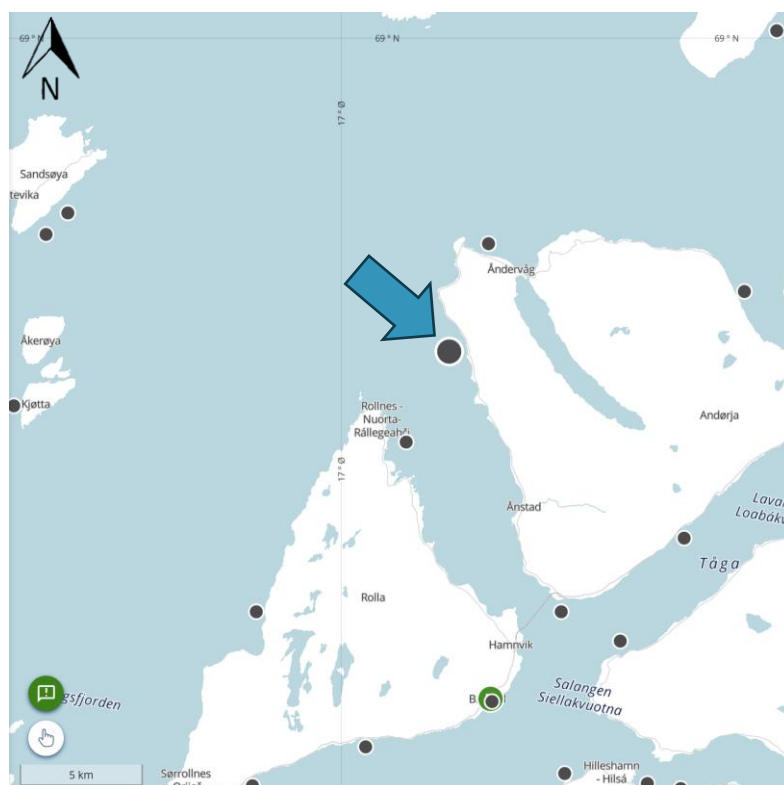 69°N
69°N
69°N
N
17°Ø
Sandsøya
tevika
Åndervåg
Åkerøya
Kjøtta
Rollnes -
Nuorta-
Rállegeahči
Andørja
17°Ø
Ånstad
Lavan
Loabák
Tåga
Rolla
Hamnvik
Salangen
Siellakvuotna
gsfjorden
5 km
Sørrollnes
Hilleshamn
- Hilsá